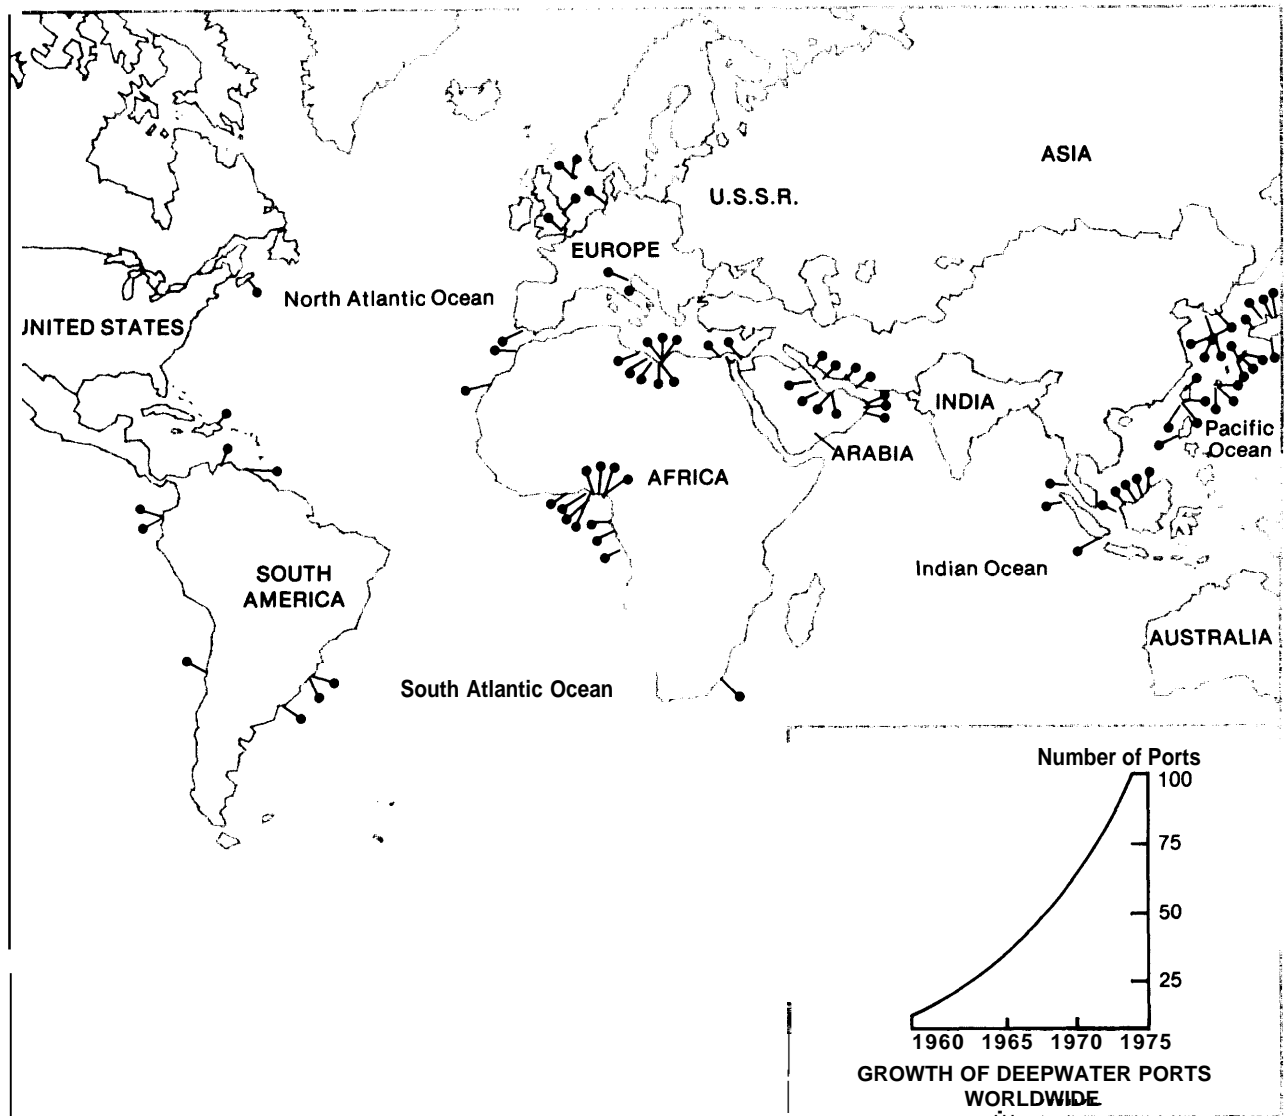 ASIA
U.S.S.R.
EUROPE
North Atlantic Ocean
UNITED STATES
INDIA
Pacific
Ocean
ARABIA
AFRICA
Indian Ocean
SOUTH
AMERICA
AUSTRALIA
South Atlantic Ocean
Number of Ports
100
75
50
25
1960 1965 1970 1975
GROWTH OF DEEPWATER PORTS
WORLDWIDE